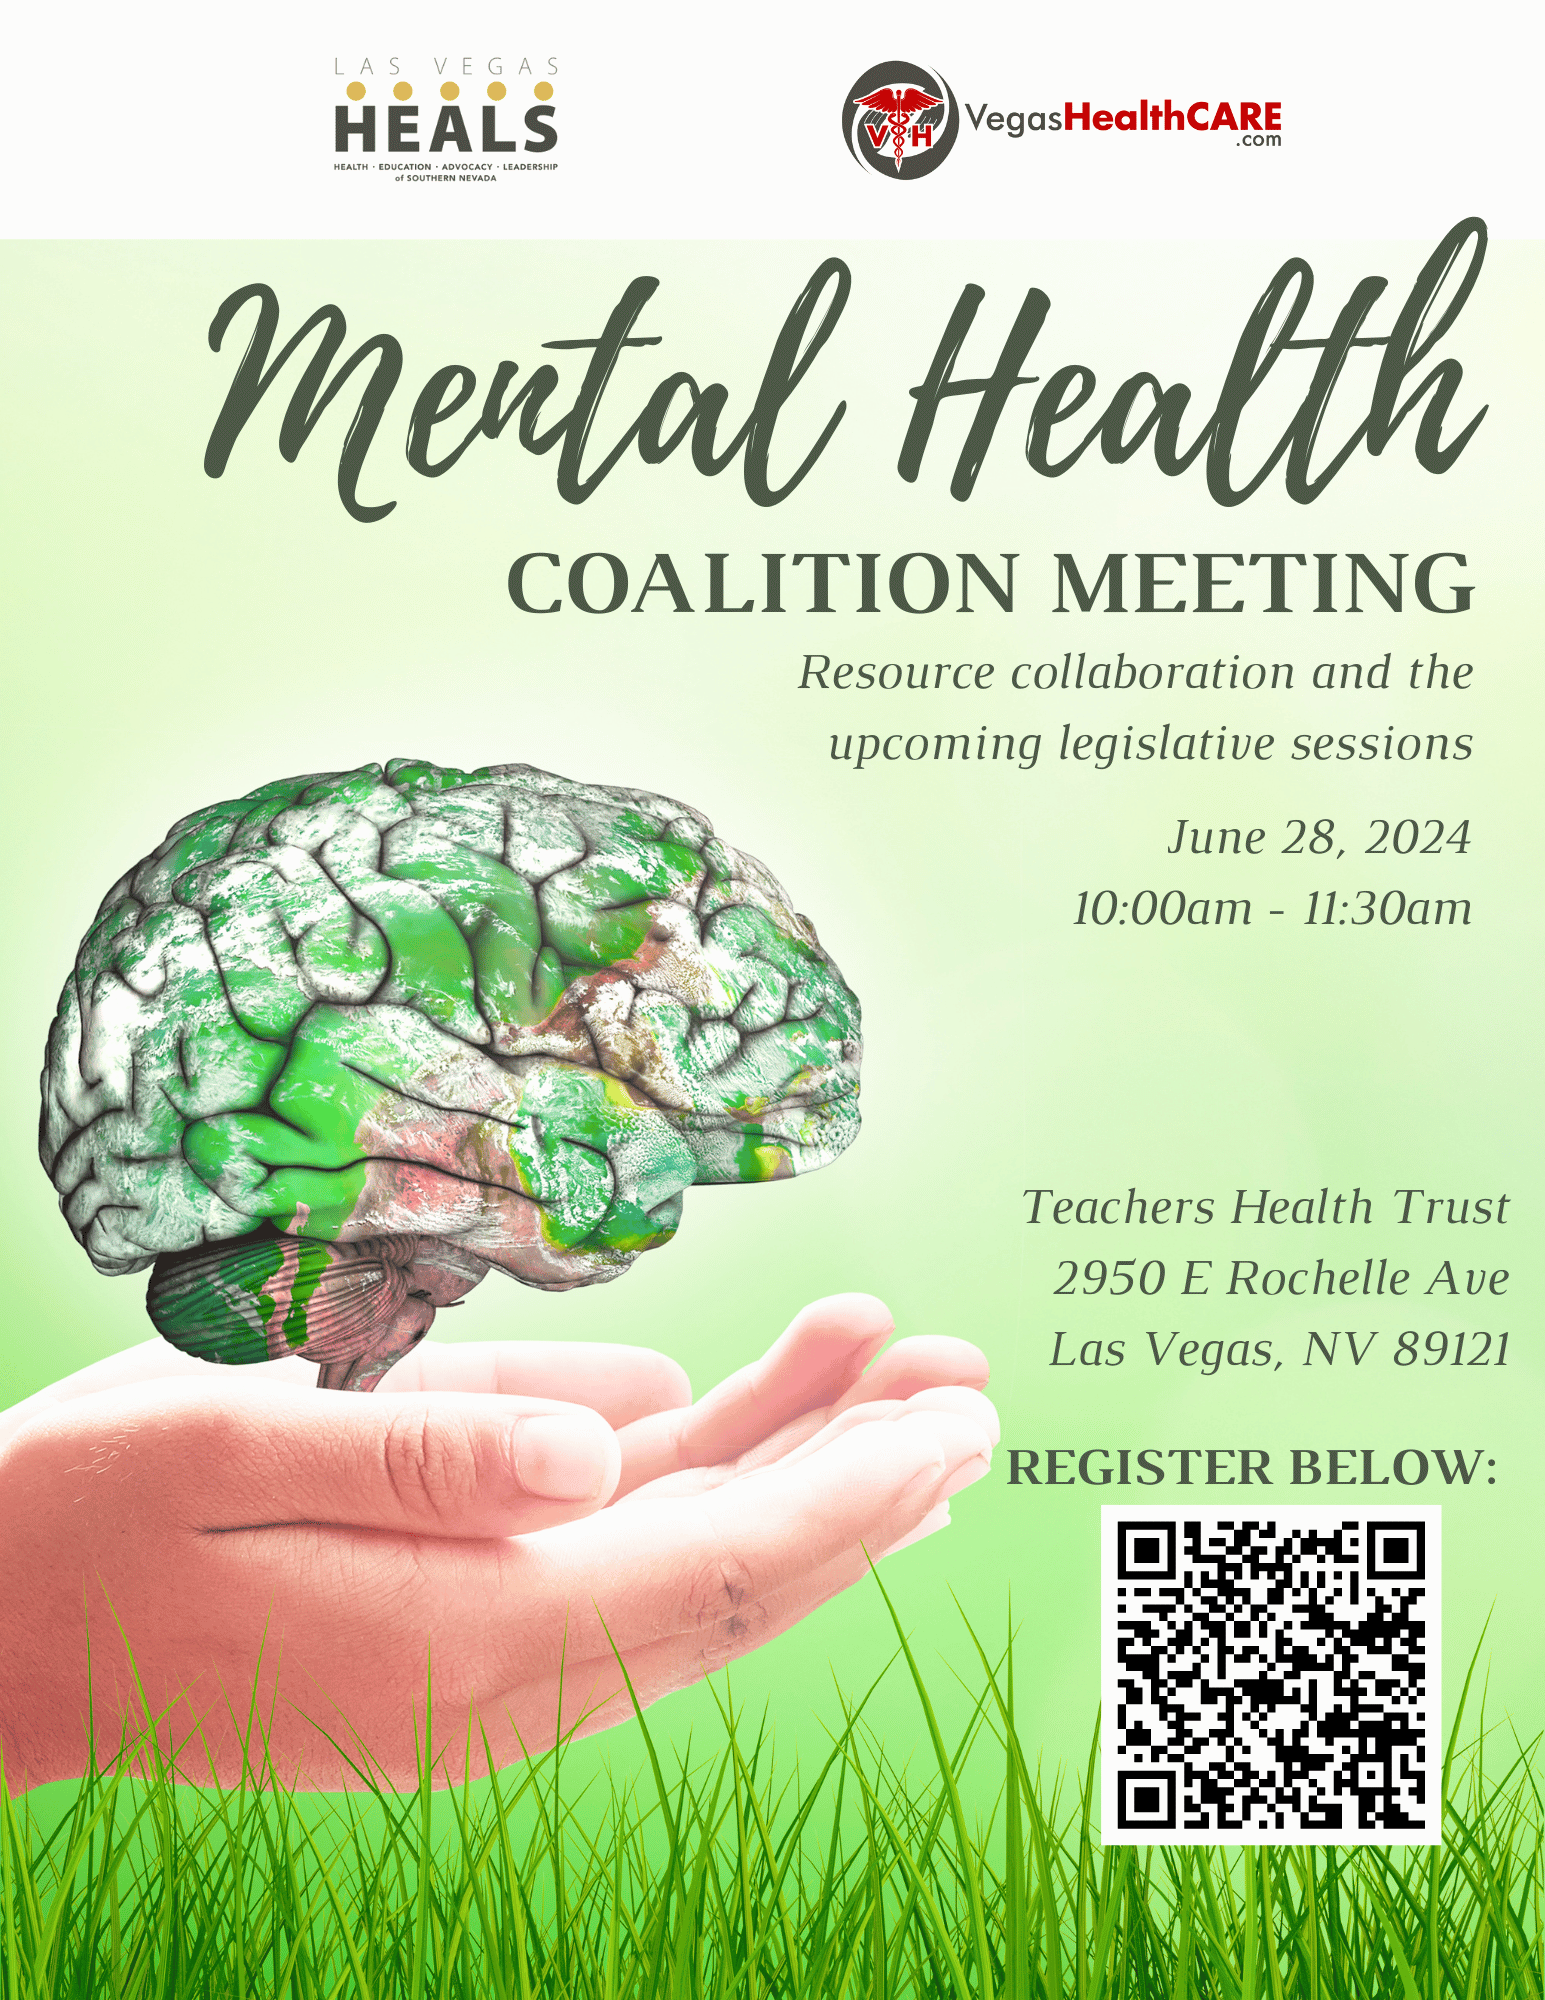 LAS VEGAS
HEALS
HEALTH · EDUCATION · ADVOCACY · LEADERSHIP
of SOUTHERN NEVADA
V H
VegasHealthCARE
.com
Mental Health
COALITION MEETING
Resource collaboration and the
upcoming legislative sessions
June 28, 2024
10:00am - 11:30am
Teachers Health Trust
2950 E Rochelle Ave
Las Vegas, NV 89121
REGISTER BELOW: